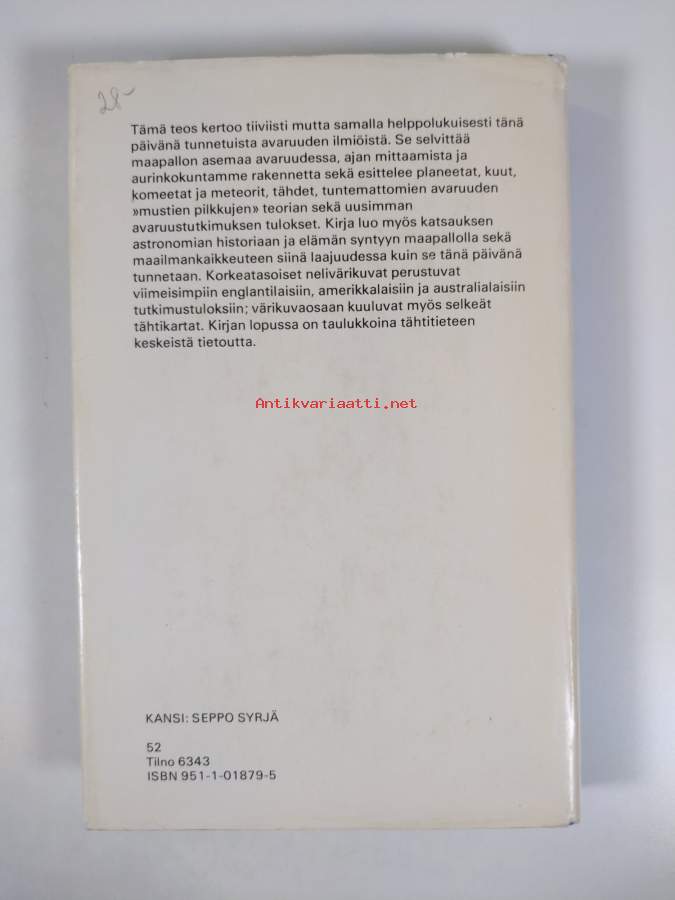 28-
Tämä teos kertoo tiiviisti mutta samalla helppolukuisesti tänä
päivänä tunnetuista avaruuden ilmiöistä. Se selvittää
maapallon asemaa avaruudessa, ajan mittaamista ja
aurinkokuntamme rakennetta sekä esittelee planeetat, kuut,
komeetat ja meteorit, tähdet, tuntemattomien avaruuden
»mustien pilkkujen» teorian sekä uusimman
avaruustutkimuksen tulokset. Kirja luo myös katsauksen
astronomian historiaan ja elämän syntyyn maapallolla sekä
maailmankaikkeuteen siinä laajuudessa kuin se tänä päivänä
tunnetaan. Korkeatasoiset nelivärikuvat perustuvat
viimeisimpiin englantilaisiin, amerikkalaisiin ja australialaisiin
tutkimustuloksiin; värikuvaosaan kuuluvat myös selkeät
tähtikartat. Kirjan lopussa on taulukkoina tähtitieteen
keskeistä tietoutta.
Antikvariaatti.net
KANSI: SEPPO SYRJÄ
52
Tilno 6343
ISBN 951-1-01879-5